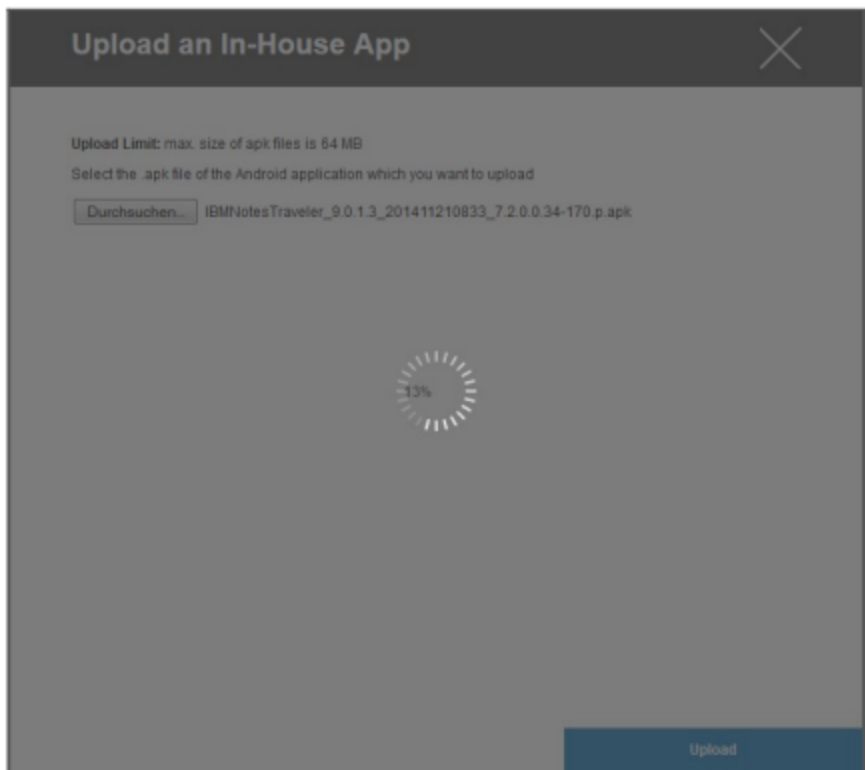 Upload an In-House App
Upload Limit: max. size of apk files is 64 MB
Select the .apk file of the Android application which you want to upload
Durchsuchen... IBMNotesTraveler_9.0.1.3_201411210833_7.2.0.0.34-170.p.apk
13%
Upload